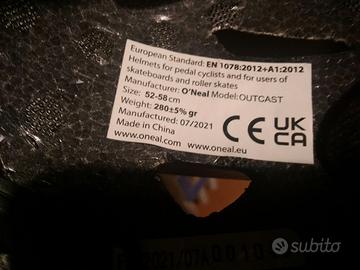 European Standard: EN 1078:2012+A1:2012
Helmets for pedal cyclists and for users of
skateboards and roller skates
Manufacturer: O'Neal Model: OUTCAST
Size: 52-58cm
Weight: 280±5% gr
Manufactured: 07/2021
Made in China
www.oneal.com www.oneal.eu
CE UK
CA
2021/07A0010
subito